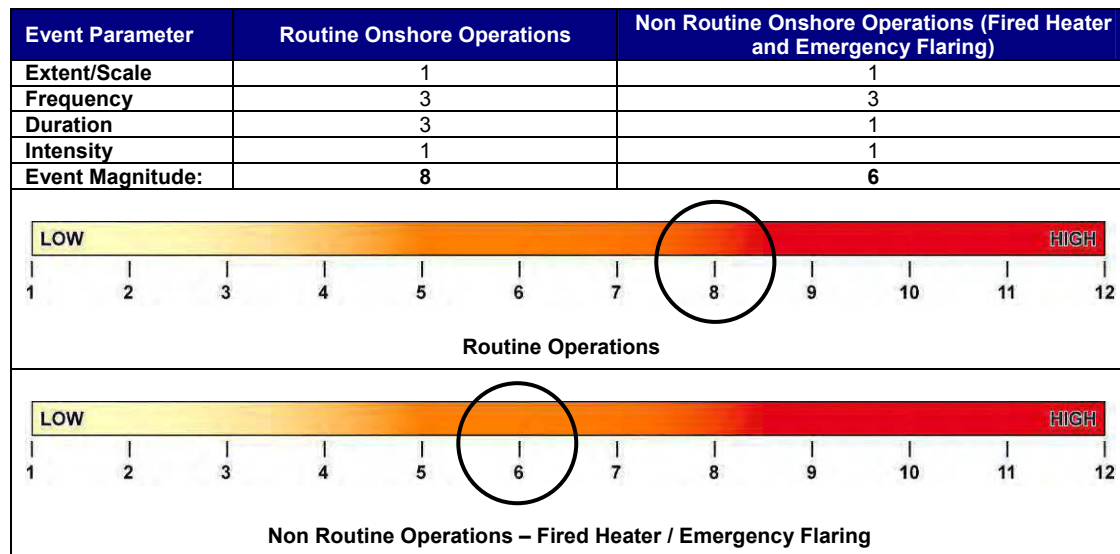 Event Parameter Routine Onshore Operations Non Routine Onshore Operations (Fired Heater and Emergency Flaring)
Extent/Scale 1 1
Frequency 3 3
Duration 3 1
Intensity 1 1
Event Magnitude: 8 6
LOW HIGH
1 2 3 4 5 6 7 8 9 10 11 12
Routine Operations
LOW HIGH
1 2 3 4 5 6 7 8 9 10 11 12
Non Routine Operations – Fired Heater / Emergency Flaring